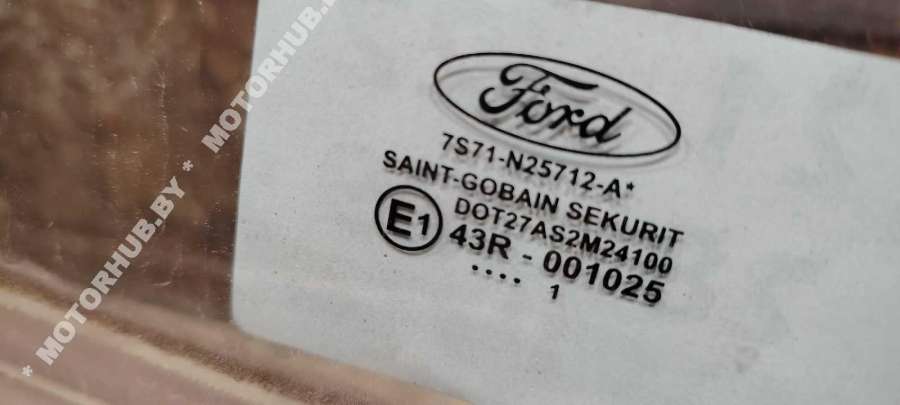 * MOTORHUB.BY * MOTORHUB.BY *
Ford
7S71-N25712-A*
SAINT-GOBAIN SEKURIT
DOT27AS2M24100
E1
43R - 001025
....
1